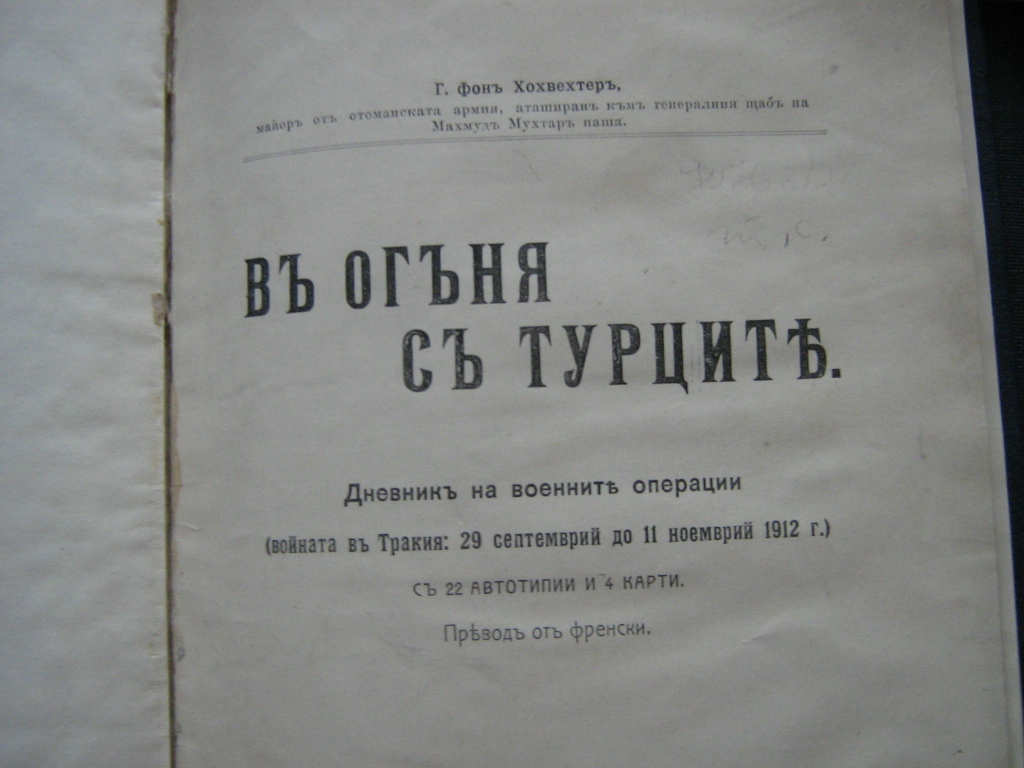 Г. фонъ Хохвехтеръ,
майоръ отъ отоманската армия, аташиранъ къмъ генералния щабъ на
Махмудъ Мухтаръ паша.
ВЪ ОГЪНЯ
СЪ ТУРЦИТѢ.
Дневникъ на военнитѣ операции
(войната въ Тракия: 29 септемврий до 11 ноемврий 1912 г.)
СЪ 22 АВТОТИПИИ И 4 КАРТИ.
Прѣводъ отъ френски.